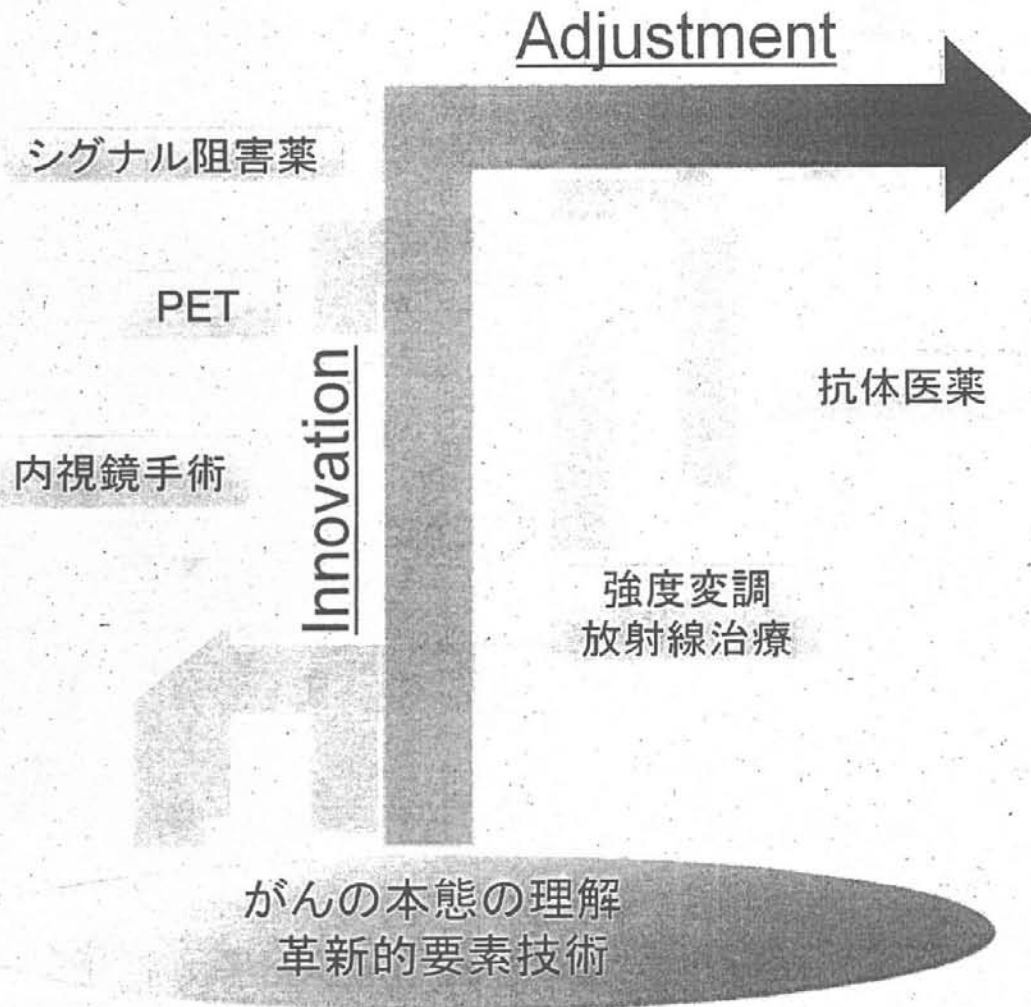 Adjustment
シグナル阻害薬
PET
Innovation
抗体医薬
内視鏡手術
強度変調
放射線治療
がんの本態の理解
革新的要素技術